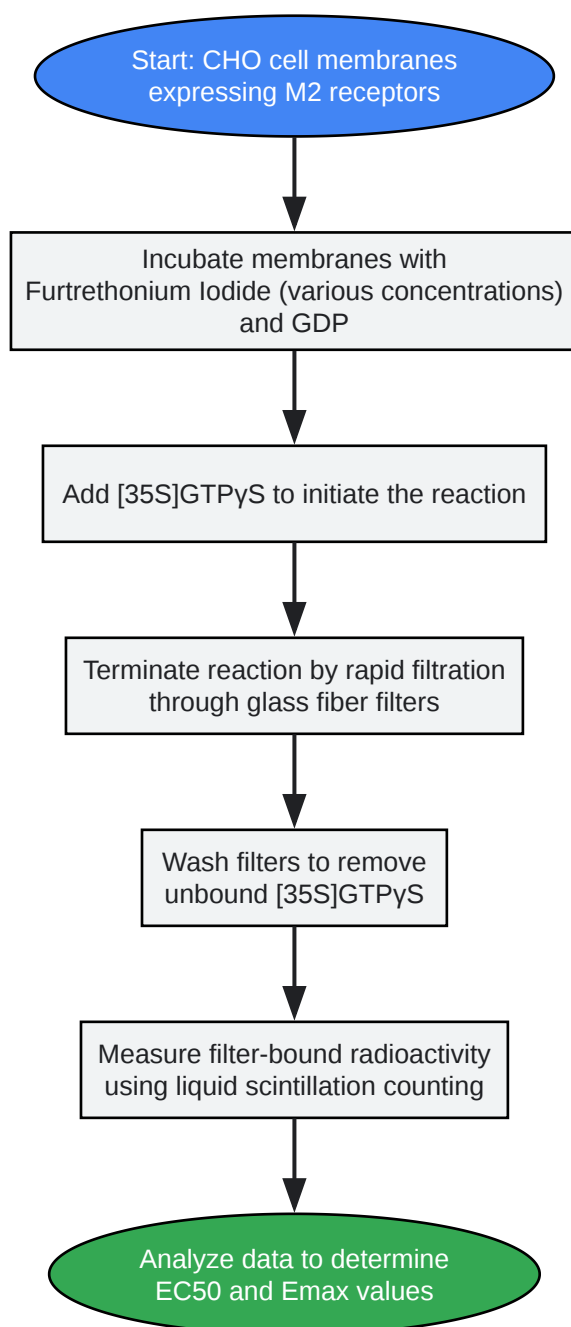 Start: CHO cell membranes
expressing M2 receptors
Incubate membranes with
Furtrethonium Iodide (various concentrations)
and GDP
Add [35S]GTPγS to initiate the reaction
Terminate reaction by rapid filtration
through glass fiber filters
Wash filters to remove
unbound [35S]GTPγS
Measure filter-bound radioactivity
using liquid scintillation counting
Analyze data to determine
EC50 and Emax values